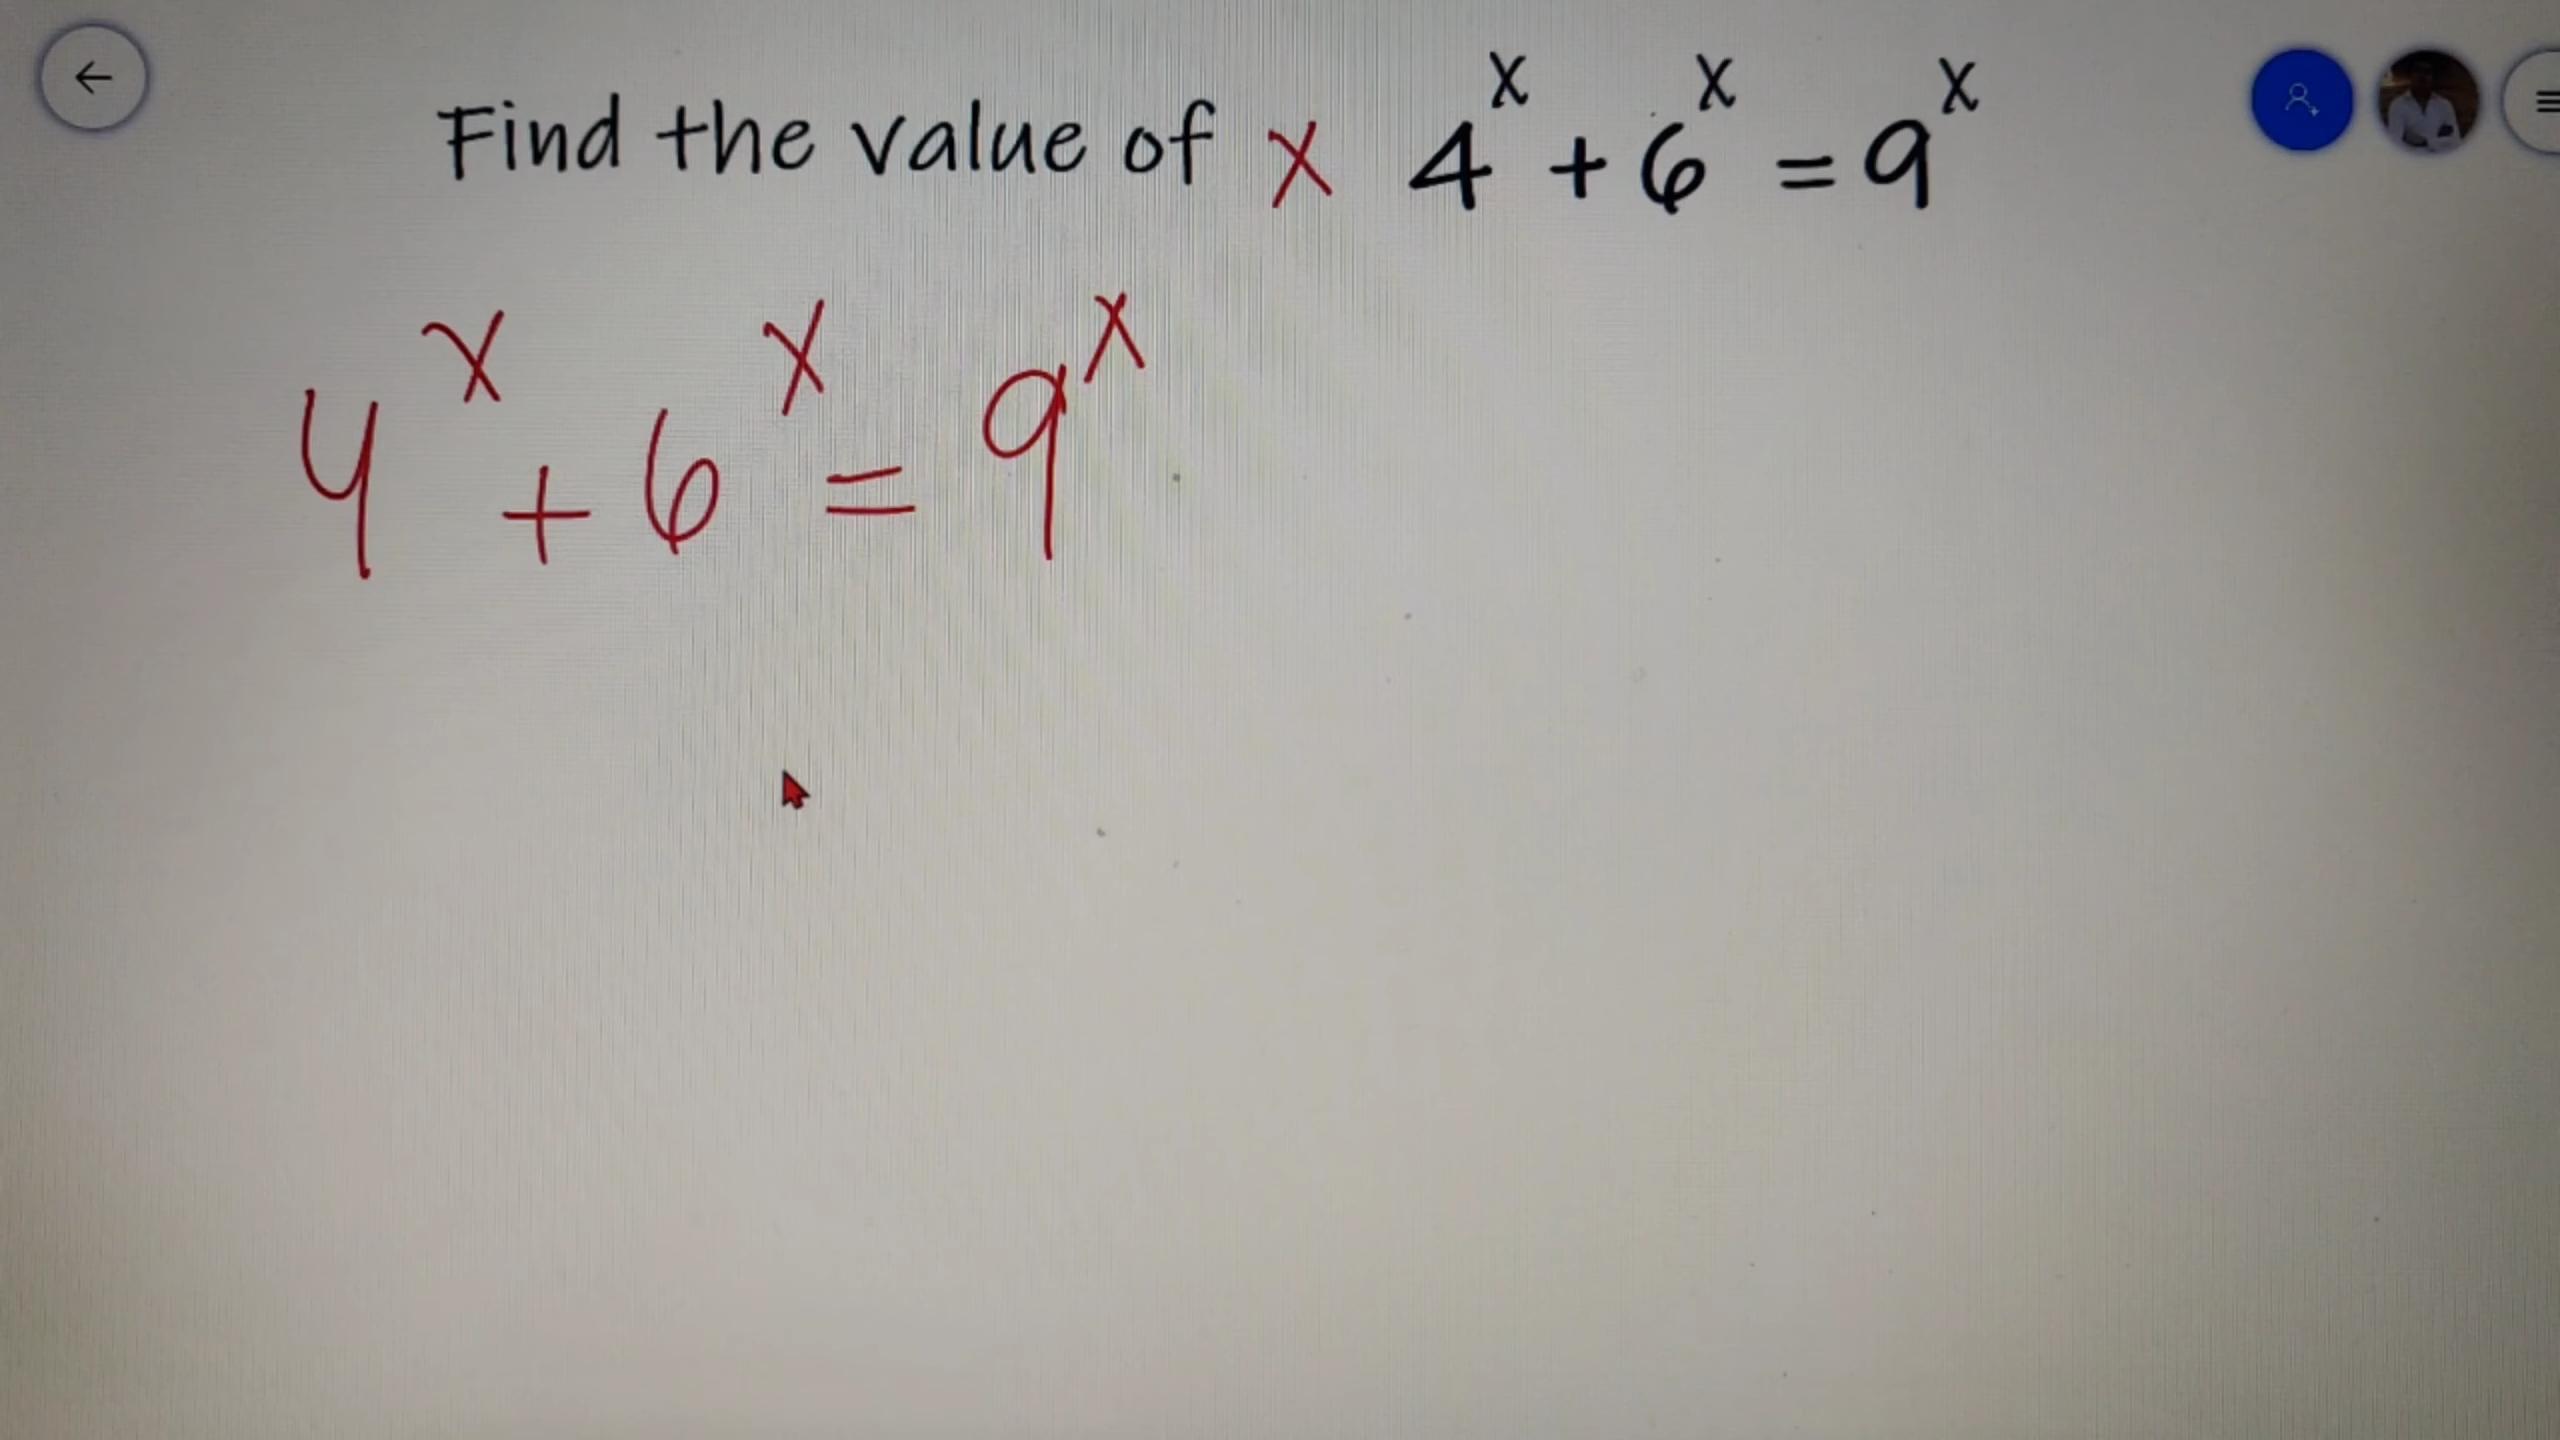 Find the value of x 4^x + 6^x = 9^x
4^x + 6^x = 9^x